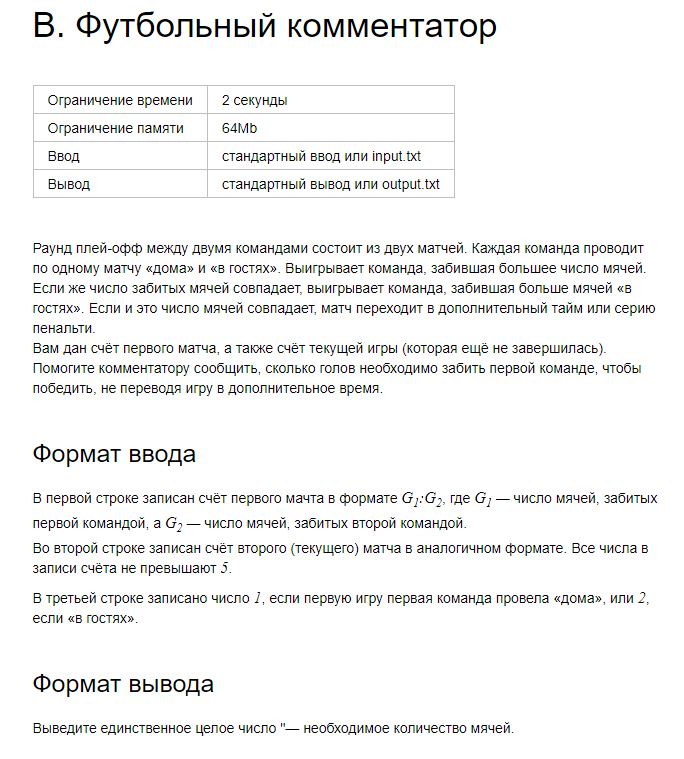 В. Футбольный комментатор
Ограничение времени 2 секунды
Ограничение памяти 64Mb
Ввод стандартный ввод или input.txt
Вывод стандартный вывод или output.txt
Раунд плей-офф между двумя командами состоит из двух матчей. Каждая команда проводит
по одному матчу «дома» и «в гостях». Выигрывает команда, забившая большее число мячей.
Если же число забитых мячей совпадает, выигрывает команда, забившая больше мячей «в
гостях». Если и это число мячей совпадает, матч переходит в дополнительный тайм или серию
пенальти.
Вам дан счёт первого матча, а также счёт текущей игры (которая ещё не завершилась).
Помогите комментатору сообщить, сколько голов необходимо забить первой команде, чтобы
победить, не переводя игру в дополнительное время.
Формат ввода
В первой строке записан счёт первого мачта в формате G1:G2, где G1 — число мячей, забитых
первой командой, а G2 — число мячей, забитых второй командой.
Во второй строке записан счёт второго (текущего) матча в аналогичном формате. Все числа в
записи счёта не превышают 5.
В третьей строке записано число 1, если первую игру первая команда провела «дома», или 2,
если «в гостях».
Формат вывода
Выведите единственное целое число "— необходимое количество мячей.